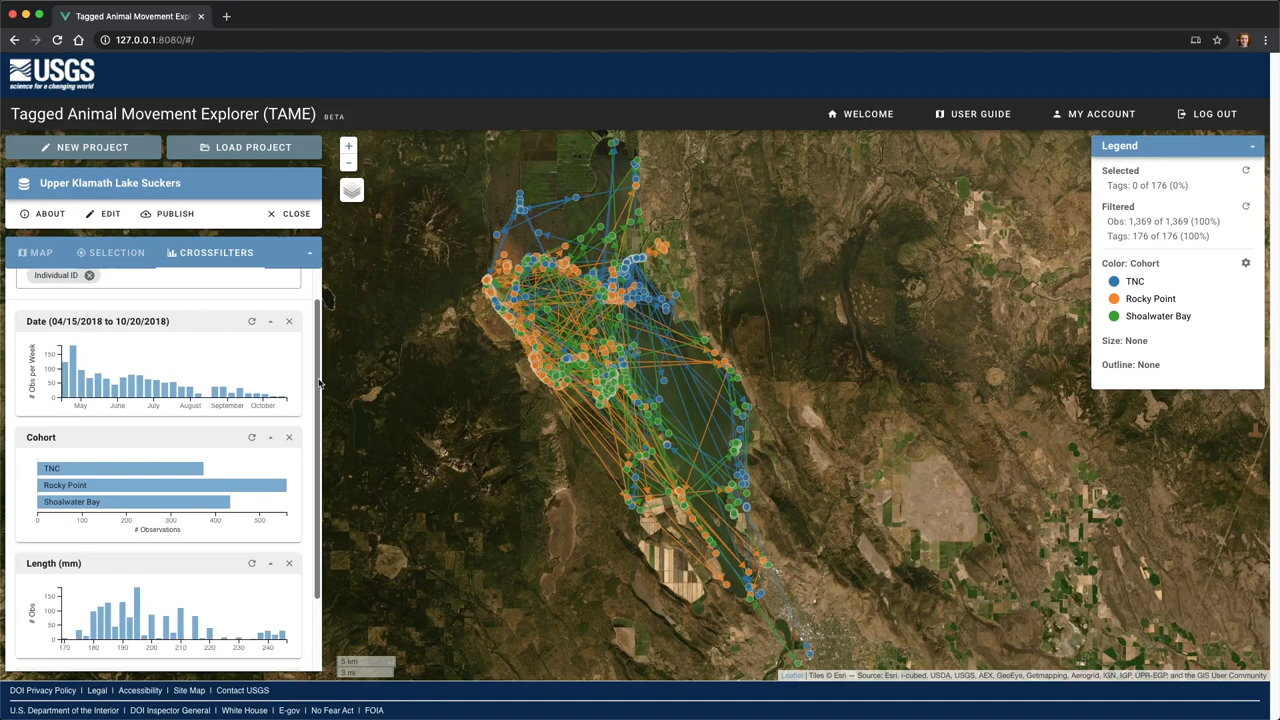 Tagged Animal Movement Expl
127.0.0.1:8080/#/
USGS
science for a changing world
Tagged Animal Movement Explorer (TAME) BETA
WELCOME
USER GUIDE
MY ACCOUNT
LOG OUT
NEW PROJECT
LOAD PROJECT
Upper Klamath Lake Suckers
ABOUT
EDIT
PUBLISH
CLOSE
MAP
SELECTION
CROSSFILTERS
Individual ID
Date (04/15/2018 to 10/20/2018)
# Obs per Week
150
100
50
0
May June July August September October
Cohort
TNC
Rocky Point
Shoalwater Bay
0 100 200 300 400 500
# Observations
Length (mm)
# Obs
150
100
50
0
170 180 190 200 210 220 230 240
+
−
Legend
Selected
Tags: 0 of 176 (0%)
Filtered
Obs: 1,369 of 1,369 (100%)
Tags: 176 of 176 (100%)
Color: Cohort
TNC
Rocky Point
Shoalwater Bay
Size: None
Outline: None
5 km
3 mi
Leaflet | Tiles © Esri — Source: Esri, i-cubed, USDA, USGS, AEX, GeoEye, Getmapping, Aerogrid, IGN, IGP, UPR-EGP, and the GIS User Community
DOI Privacy Policy | Legal | Accessibility | Site Map | Contact USGS
U.S. Department of the Interior | DOI Inspector General | White House | E-gov | No Fear Act | FOIA